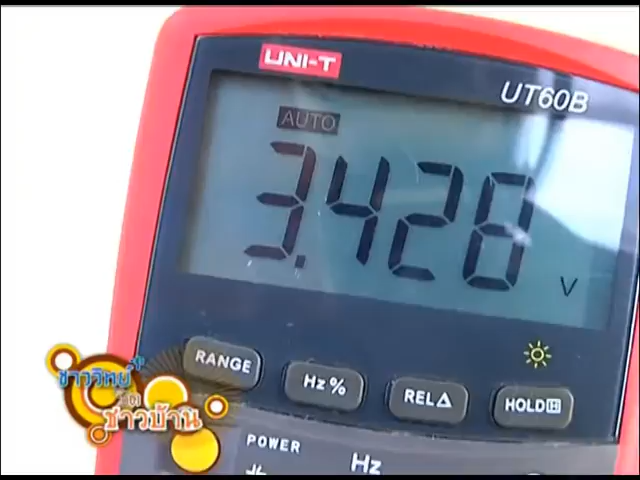 UNI-T
UT60B
AUTO
3.428 V
RANGE
Hz%
REL△
HOLD
POWER
Hz
ชาววิทย์
ชาวบ้าน